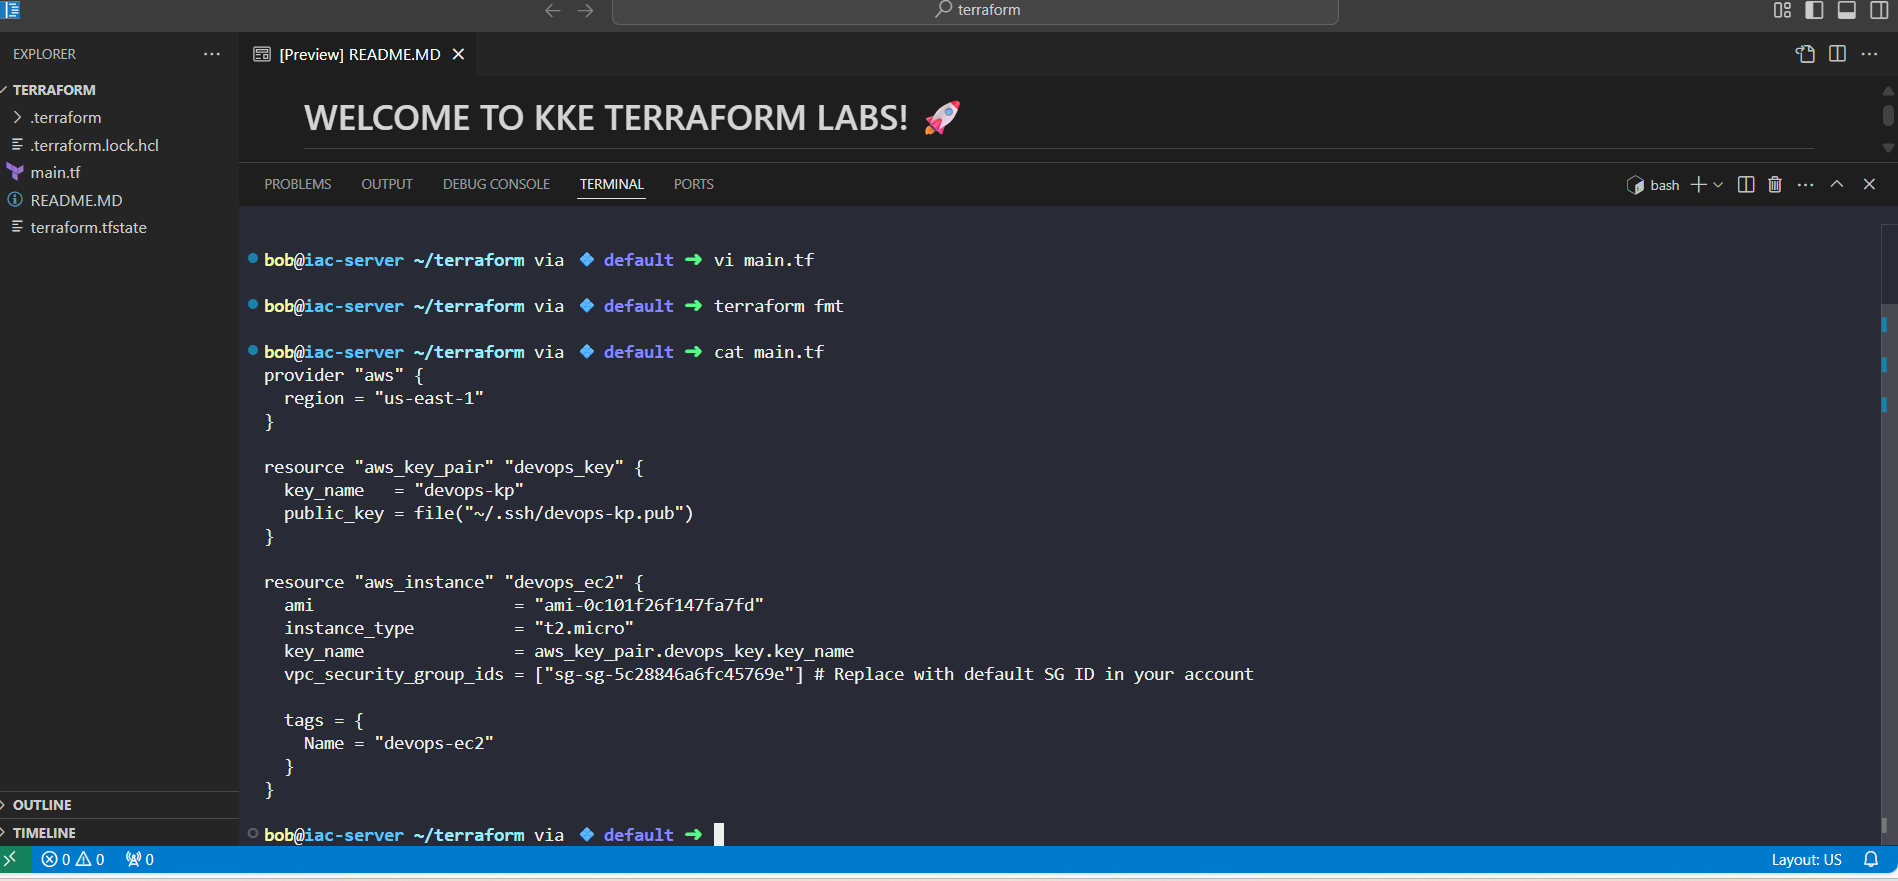 terraform
EXPLORER
[Preview] README.MD
TERRAFORM
.terraform
.terraform.lock.hcl
main.tf
README.MD
terraform.tfstate
OUTLINE
TIMELINE
WELCOME TO KKE TERRAFORM LABS! 🚀
PROBLEMS OUTPUT DEBUG CONSOLE TERMINAL PORTS bash
bob@iac-server ~/terraform via default ➜ vi main.tf
bob@iac-server ~/terraform via default ➜ terraform fmt
bob@iac-server ~/terraform via default ➜ cat main.tf
provider "aws" {
  region = "us-east-1"
}
resource "aws_key_pair" "devops_key" {
  key_name   = "devops-kp"
  public_key = file("~/.ssh/devops-kp.pub")
}
resource "aws_instance" "devops_ec2" {
  ami                    = "ami-0c101f26f147fa7fd"
  instance_type          = "t2.micro"
  key_name               = aws_key_pair.devops_key.key_name
  vpc_security_group_ids = ["sg-sg-5c28846a6fc45769e"] # Replace with default SG ID in your account
  tags = {
    Name = "devops-ec2"
  }
}
bob@iac-server ~/terraform via default ➜
0 0 0 Layout: US